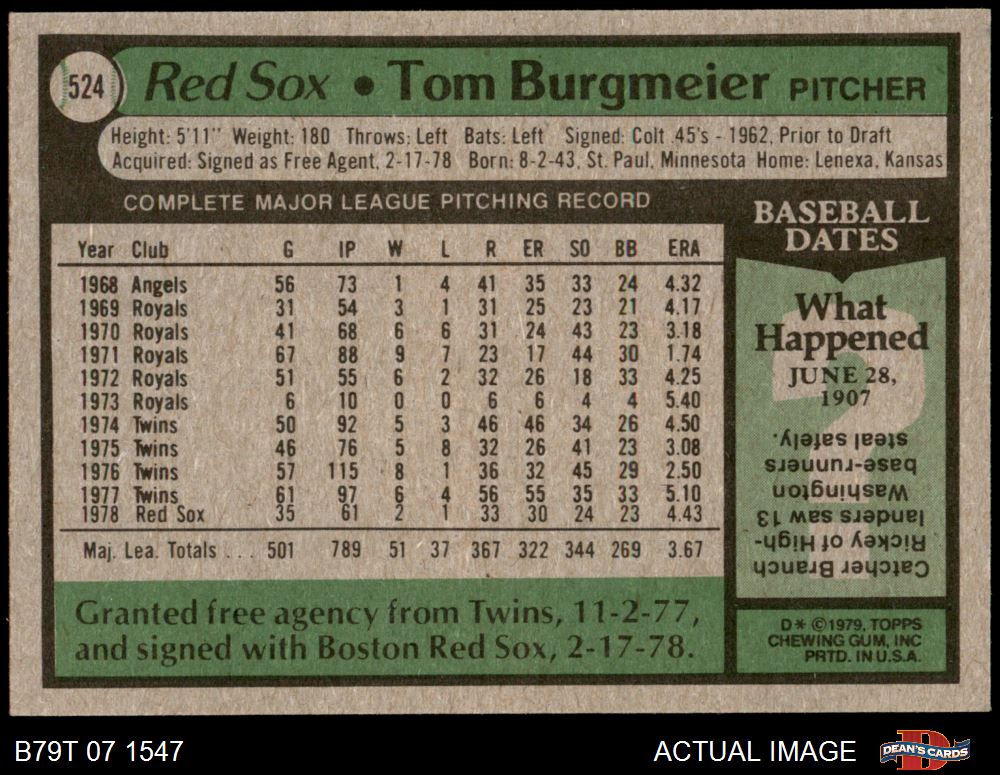 524
Red Sox • Tom Burgmeier PITCHER
Height: 5'11" Weight: 180 Throws: Left Bats: Left Signed: Colt .45's - 1962, Prior to Draft
Acquired: Signed as Free Agent, 2-17-78 Born: 8-2-43, St. Paul, Minnesota Home: Lenexa, Kansas
COMPLETE MAJOR LEAGUE PITCHING RECORD
Year Club G IP W L R ER SO BB ERA
1968 Angels 56 73 1 4 41 35 33 24 4.32
1969 Royals 31 54 3 1 31 25 23 21 4.17
1970 Royals 41 68 6 6 31 24 43 23 3.18
1971 Royals 67 88 9 7 23 17 44 30 1.74
1972 Royals 51 55 6 2 32 26 18 33 4.25
1973 Royals 6 10 0 0 6 6 4 4 5.40
1974 Twins 50 92 5 3 46 46 34 26 4.50
1975 Twins 46 76 5 8 32 26 41 23 3.08
1976 Twins 57 115 8 1 36 32 45 29 2.50
1977 Twins 61 97 6 4 56 55 35 33 5.10
1978 Red Sox 35 61 2 1 33 30 24 23 4.43
Maj. Lea. Totals . . . 501 789 51 37 367 322 344 269 3.67
Granted free agency from Twins, 11-2-77,
and signed with Boston Red Sox, 2-17-78.
BASEBALL
DATES
What
Happened
JUNE 28,
1907
Catcher Branch
Rickey of High-
landers saw 13
Washington
base-runners
steal safely.
D* ©1979, TOPPS
CHEWING GUM, INC
PRTD. IN U.S.A.
B79T 07 1547
ACTUAL IMAGE
D
DEAN'S CARDS